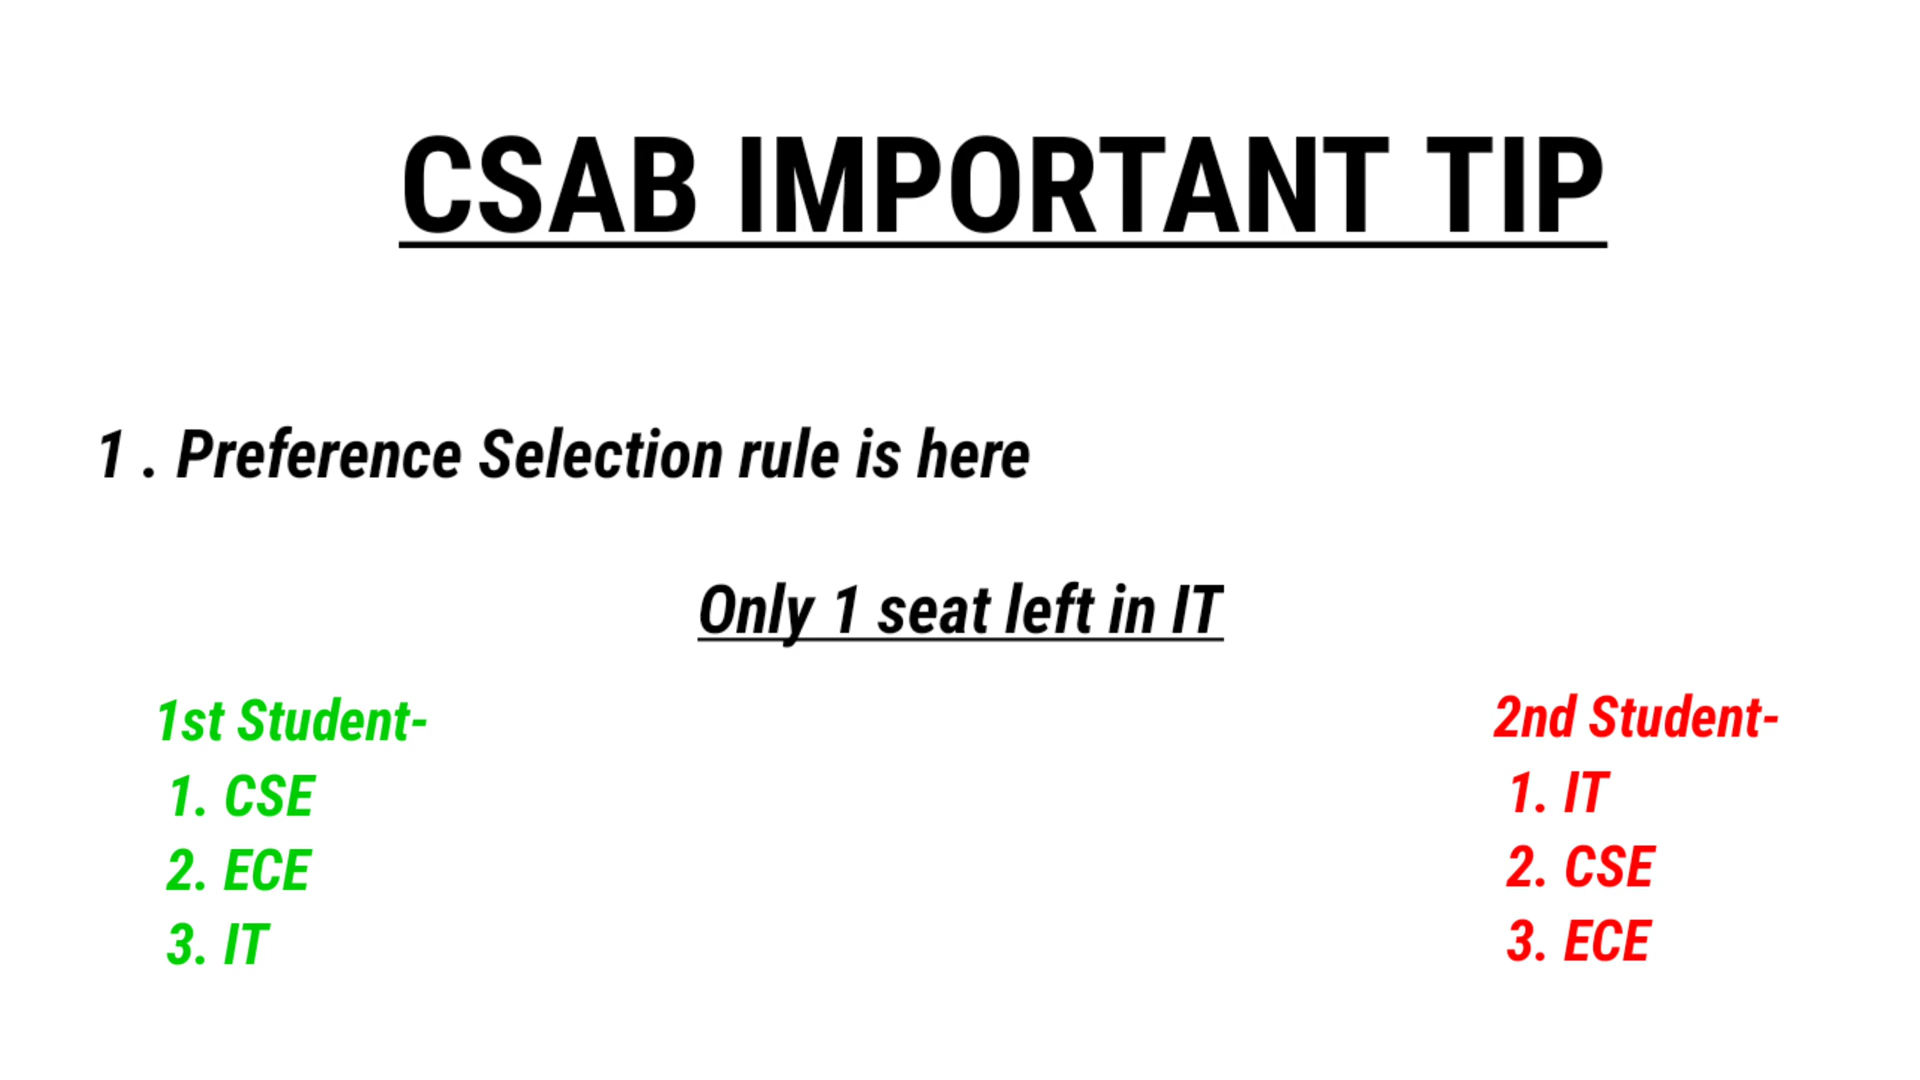 CSAB IMPORTANT TIP
1 . Preference Selection rule is here
Only 1 seat left in IT
1st Student-
1. CSE
2. ECE
3. IT
2nd Student-
1. IT
2. CSE
3. ECE